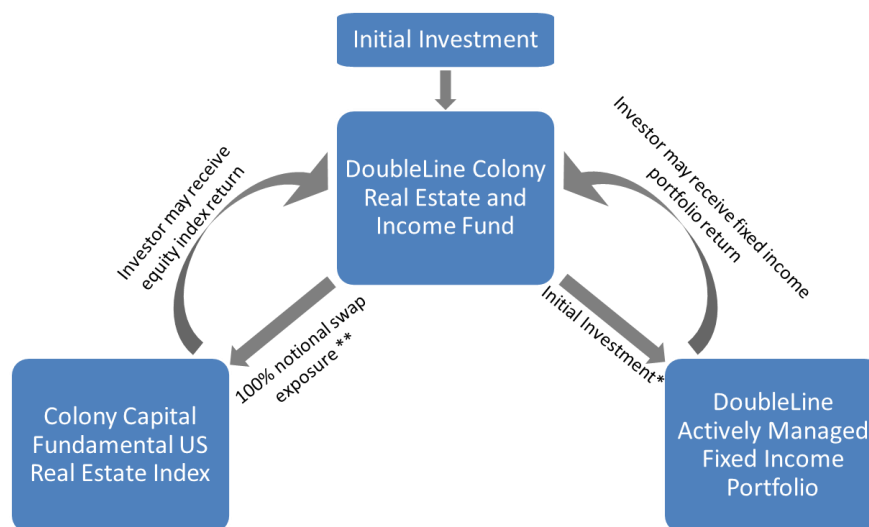 Initial Investment
DoubleLine Colony
Real Estate and
Income Fund
Investor may receive
equity index return
Investor may receive fixed income
portfolio return
100% notional swap
exposure **
Initial Investment*
Colony Capital
Fundamental US
Real Estate Index
DoubleLine
Actively Managed
Fixed Income
Portfolio